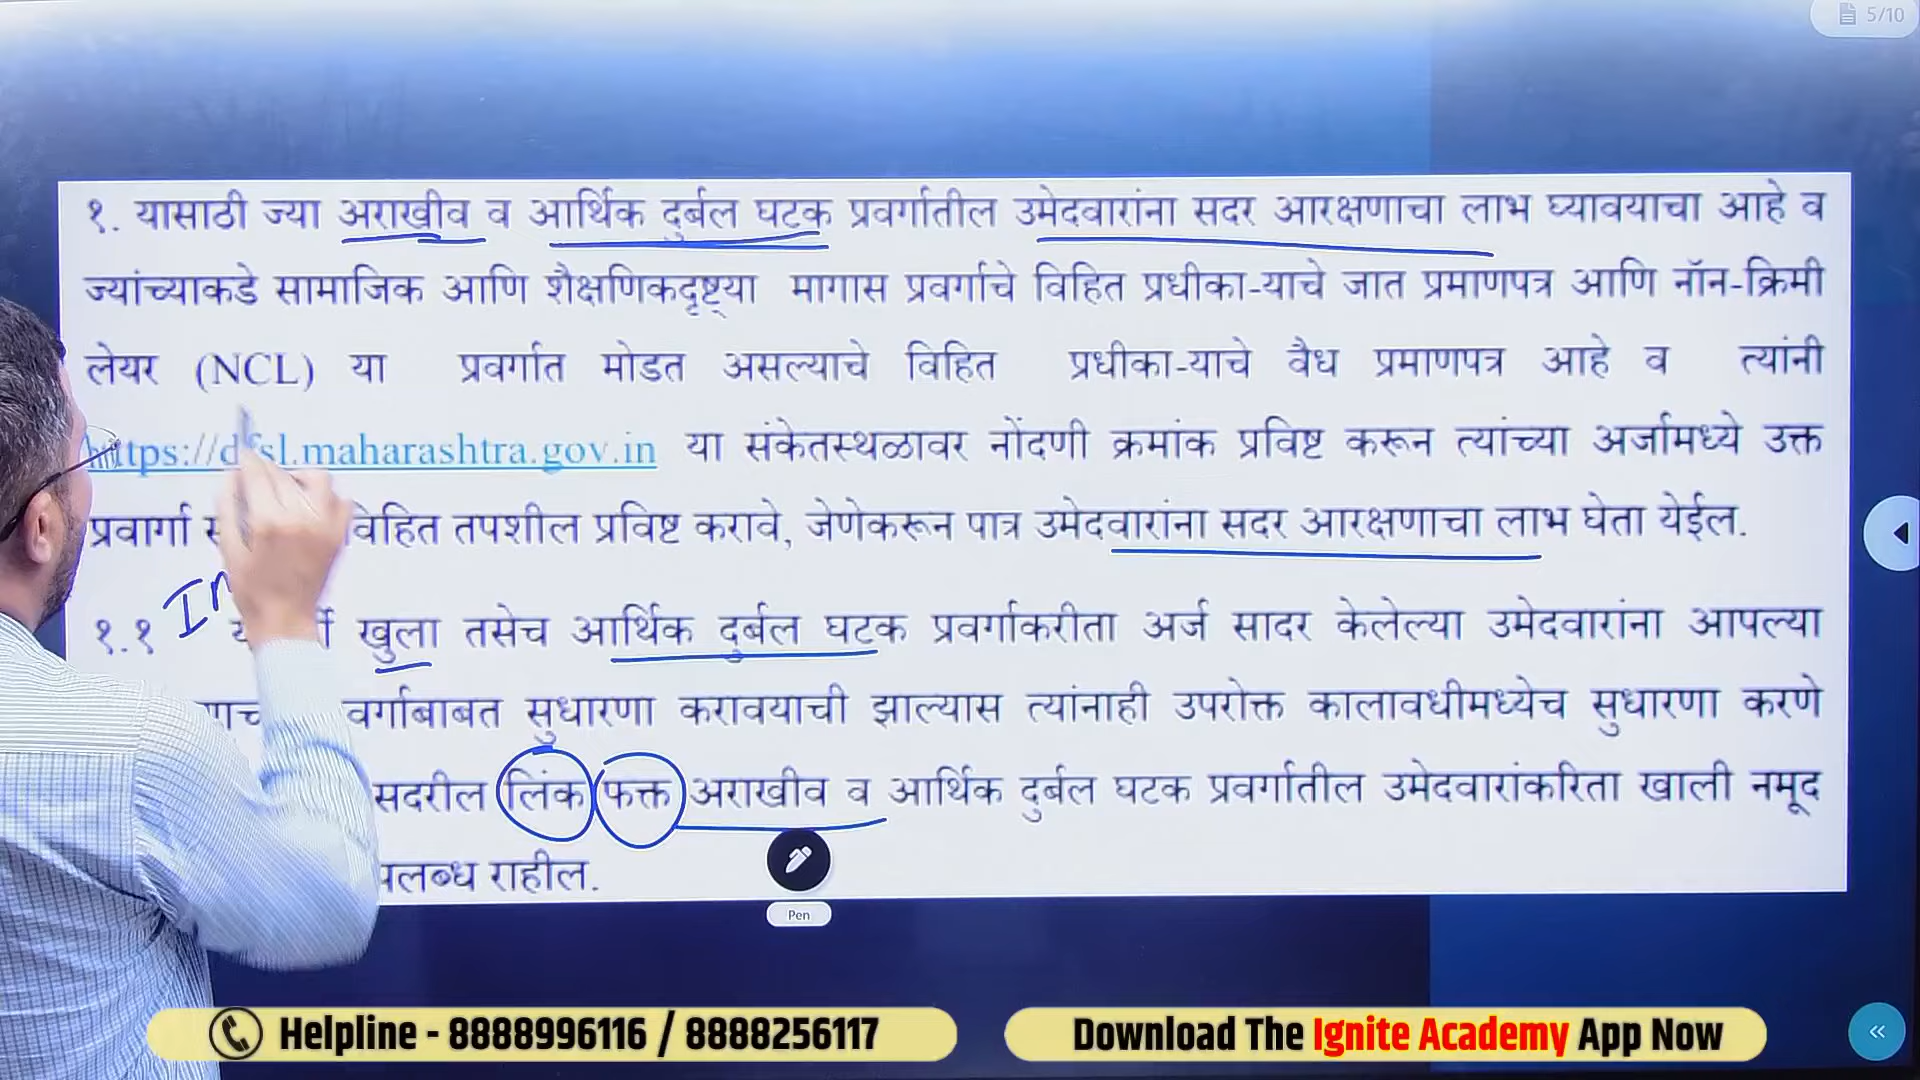 5/10
१. यासाठी ज्या अराखीव व आर्थिक दुर्बल घटक प्रवर्गातील उमेदवारांना सदर आरक्षणाचा लाभ घ्यावयाचा आहे व
ज्यांच्याकडे सामाजिक आणि शैक्षणिकदृष्ट्या मागास प्रवर्गाचे विहित प्रधीका-याचे जात प्रमाणपत्र आणि नॉन-क्रिमी
लेयर (NCL) या प्रवर्गात मोडत असल्याचे विहित प्रधीका-याचे वैध प्रमाणपत्र आहे व त्यांनी
https://dfsl.maharashtra.gov.in या संकेतस्थळावर नोंदणी क्रमांक प्रविष्ट करून त्यांच्या अर्जामध्ये उक्त
प्रवार्गा विहित तपशील प्रविष्ट करावे, जेणेकरून पात्र उमेदवारांना सदर आरक्षणाचा लाभ घेता येईल.
१.१ खुला तसेच आर्थिक दुर्बल घटक प्रवर्गाकरीता अर्ज सादर केलेल्या उमेदवारांना आपल्या
वर्गाबाबत सुधारणा करावयाची झाल्यास त्यांनाही उपरोक्त कालावधीमध्येच सुधारणा करणे
सदरील लिंक फक्त अराखीव व आर्थिक दुर्बल घटक प्रवर्गातील उमेदवारांकरिता खाली नमूद
राहील.
Pen
Helpline - 8888996116 / 8888256117
Download The Ignite Academy App Now